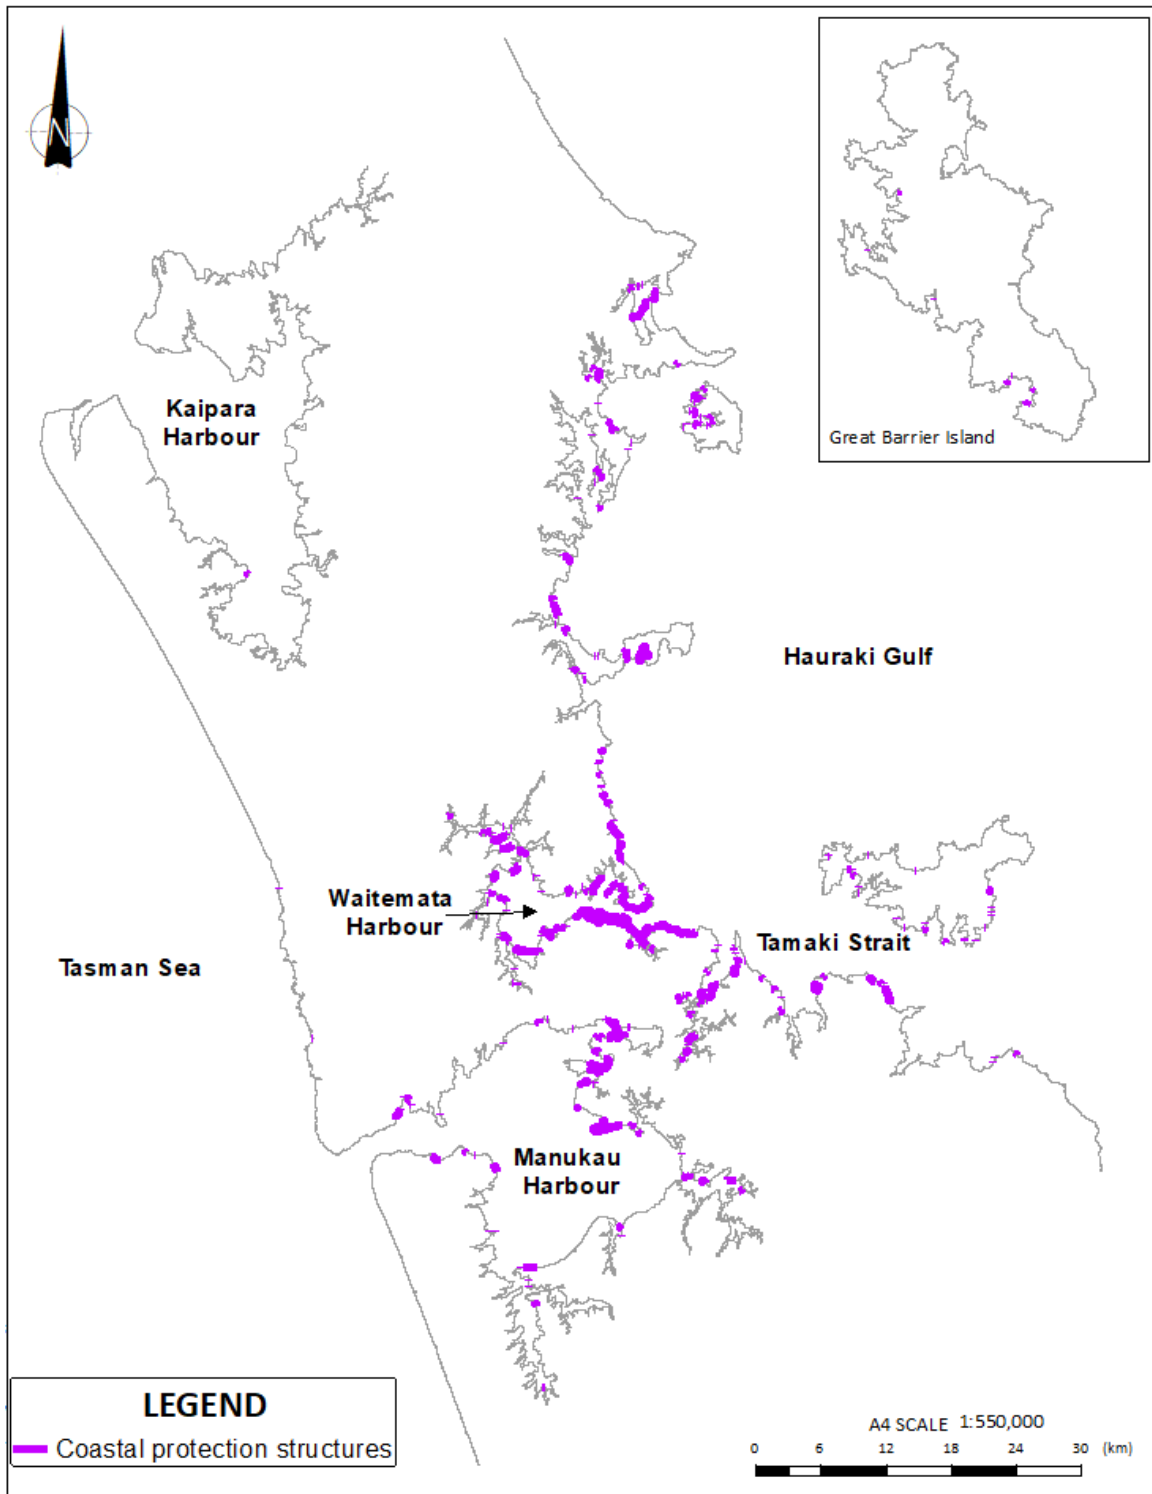 N
Great Barrier Island
Kaipara
Harbour
Hauraki Gulf
Waitemata
Harbour
Tamaki Strait
Tasman Sea
Manukau
Harbour
LEGEND
Coastal protection structures
A4 SCALE 1:550,000
0 6 12 18 24 30 (km)